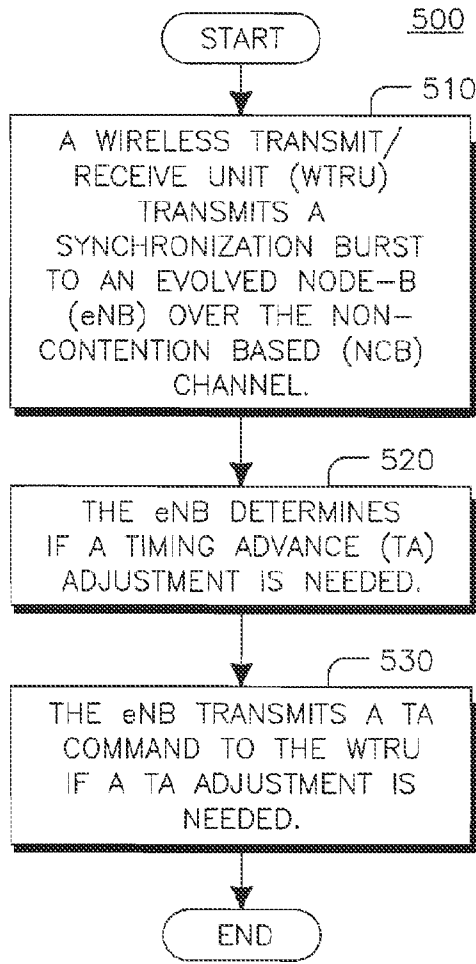 START
500
510
A WIRELESS TRANSMIT/
RECEIVE UNIT (WTRU)
TRANSMITS A
SYNCHRONIZATION BURST
TO AN EVOLVED NODE-B
(eNB) OVER THE NON-
CONTENTION BASED (NCB)
CHANNEL.
520
THE eNB DETERMINES
IF A TIMING ADVANCE (TA)
ADJUSTMENT IS NEEDED.
530
THE eNB TRANSMITS A TA
COMMAND TO THE WTRU
IF A TA ADJUSTMENT IS
NEEDED.
END